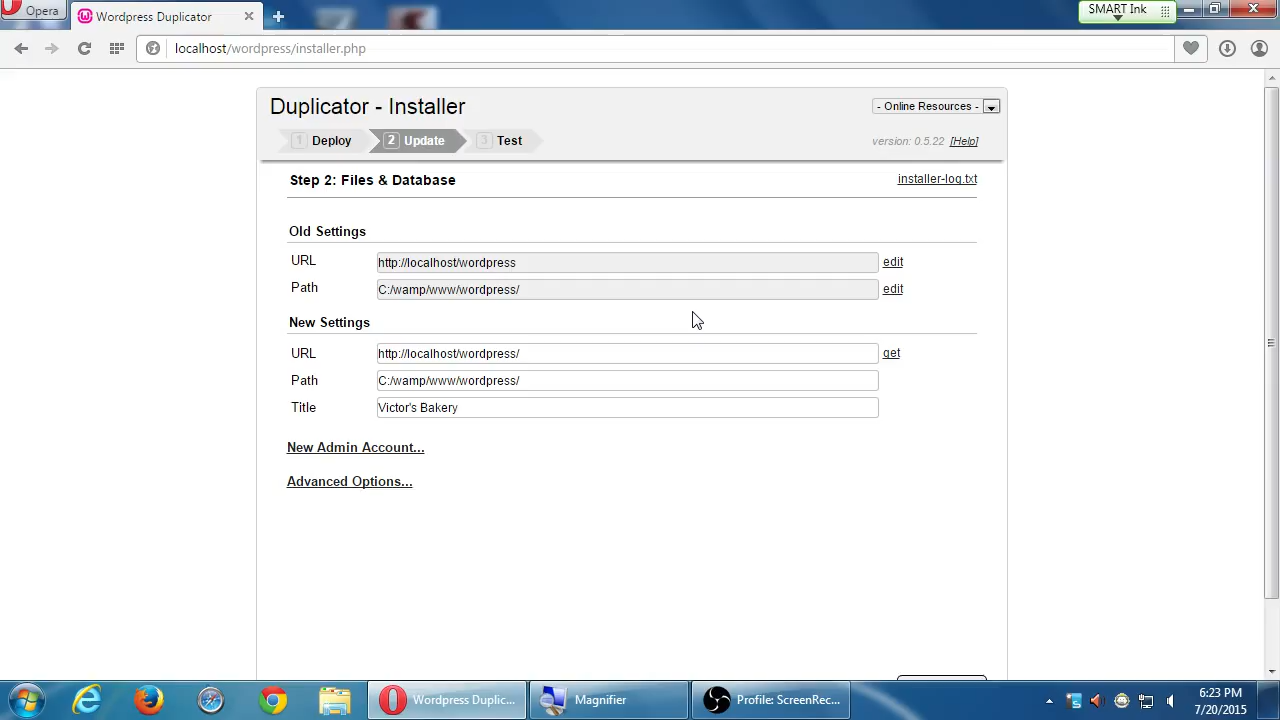 Opera
Wordpress Duplicator
SMART Ink
localhost/wordpress/installer.php
Duplicator - Installer
- Online Resources -
1 Deploy
2 Update
3 Test
version: 0.5.22 [Help]
Step 2: Files & Database
installer-log.txt
Old Settings
URL
http://localhost/wordpress
edit
Path
C:/wamp/www/wordpress/
edit
New Settings
URL
http://localhost/wordpress/
get
Path
C:/wamp/www/wordpress/
Title
Victor's Bakery
New Admin Account...
Advanced Options...
Wordpress Duplic...
Magnifier
Profile: ScreenRec...
6:23 PM
7/20/2015